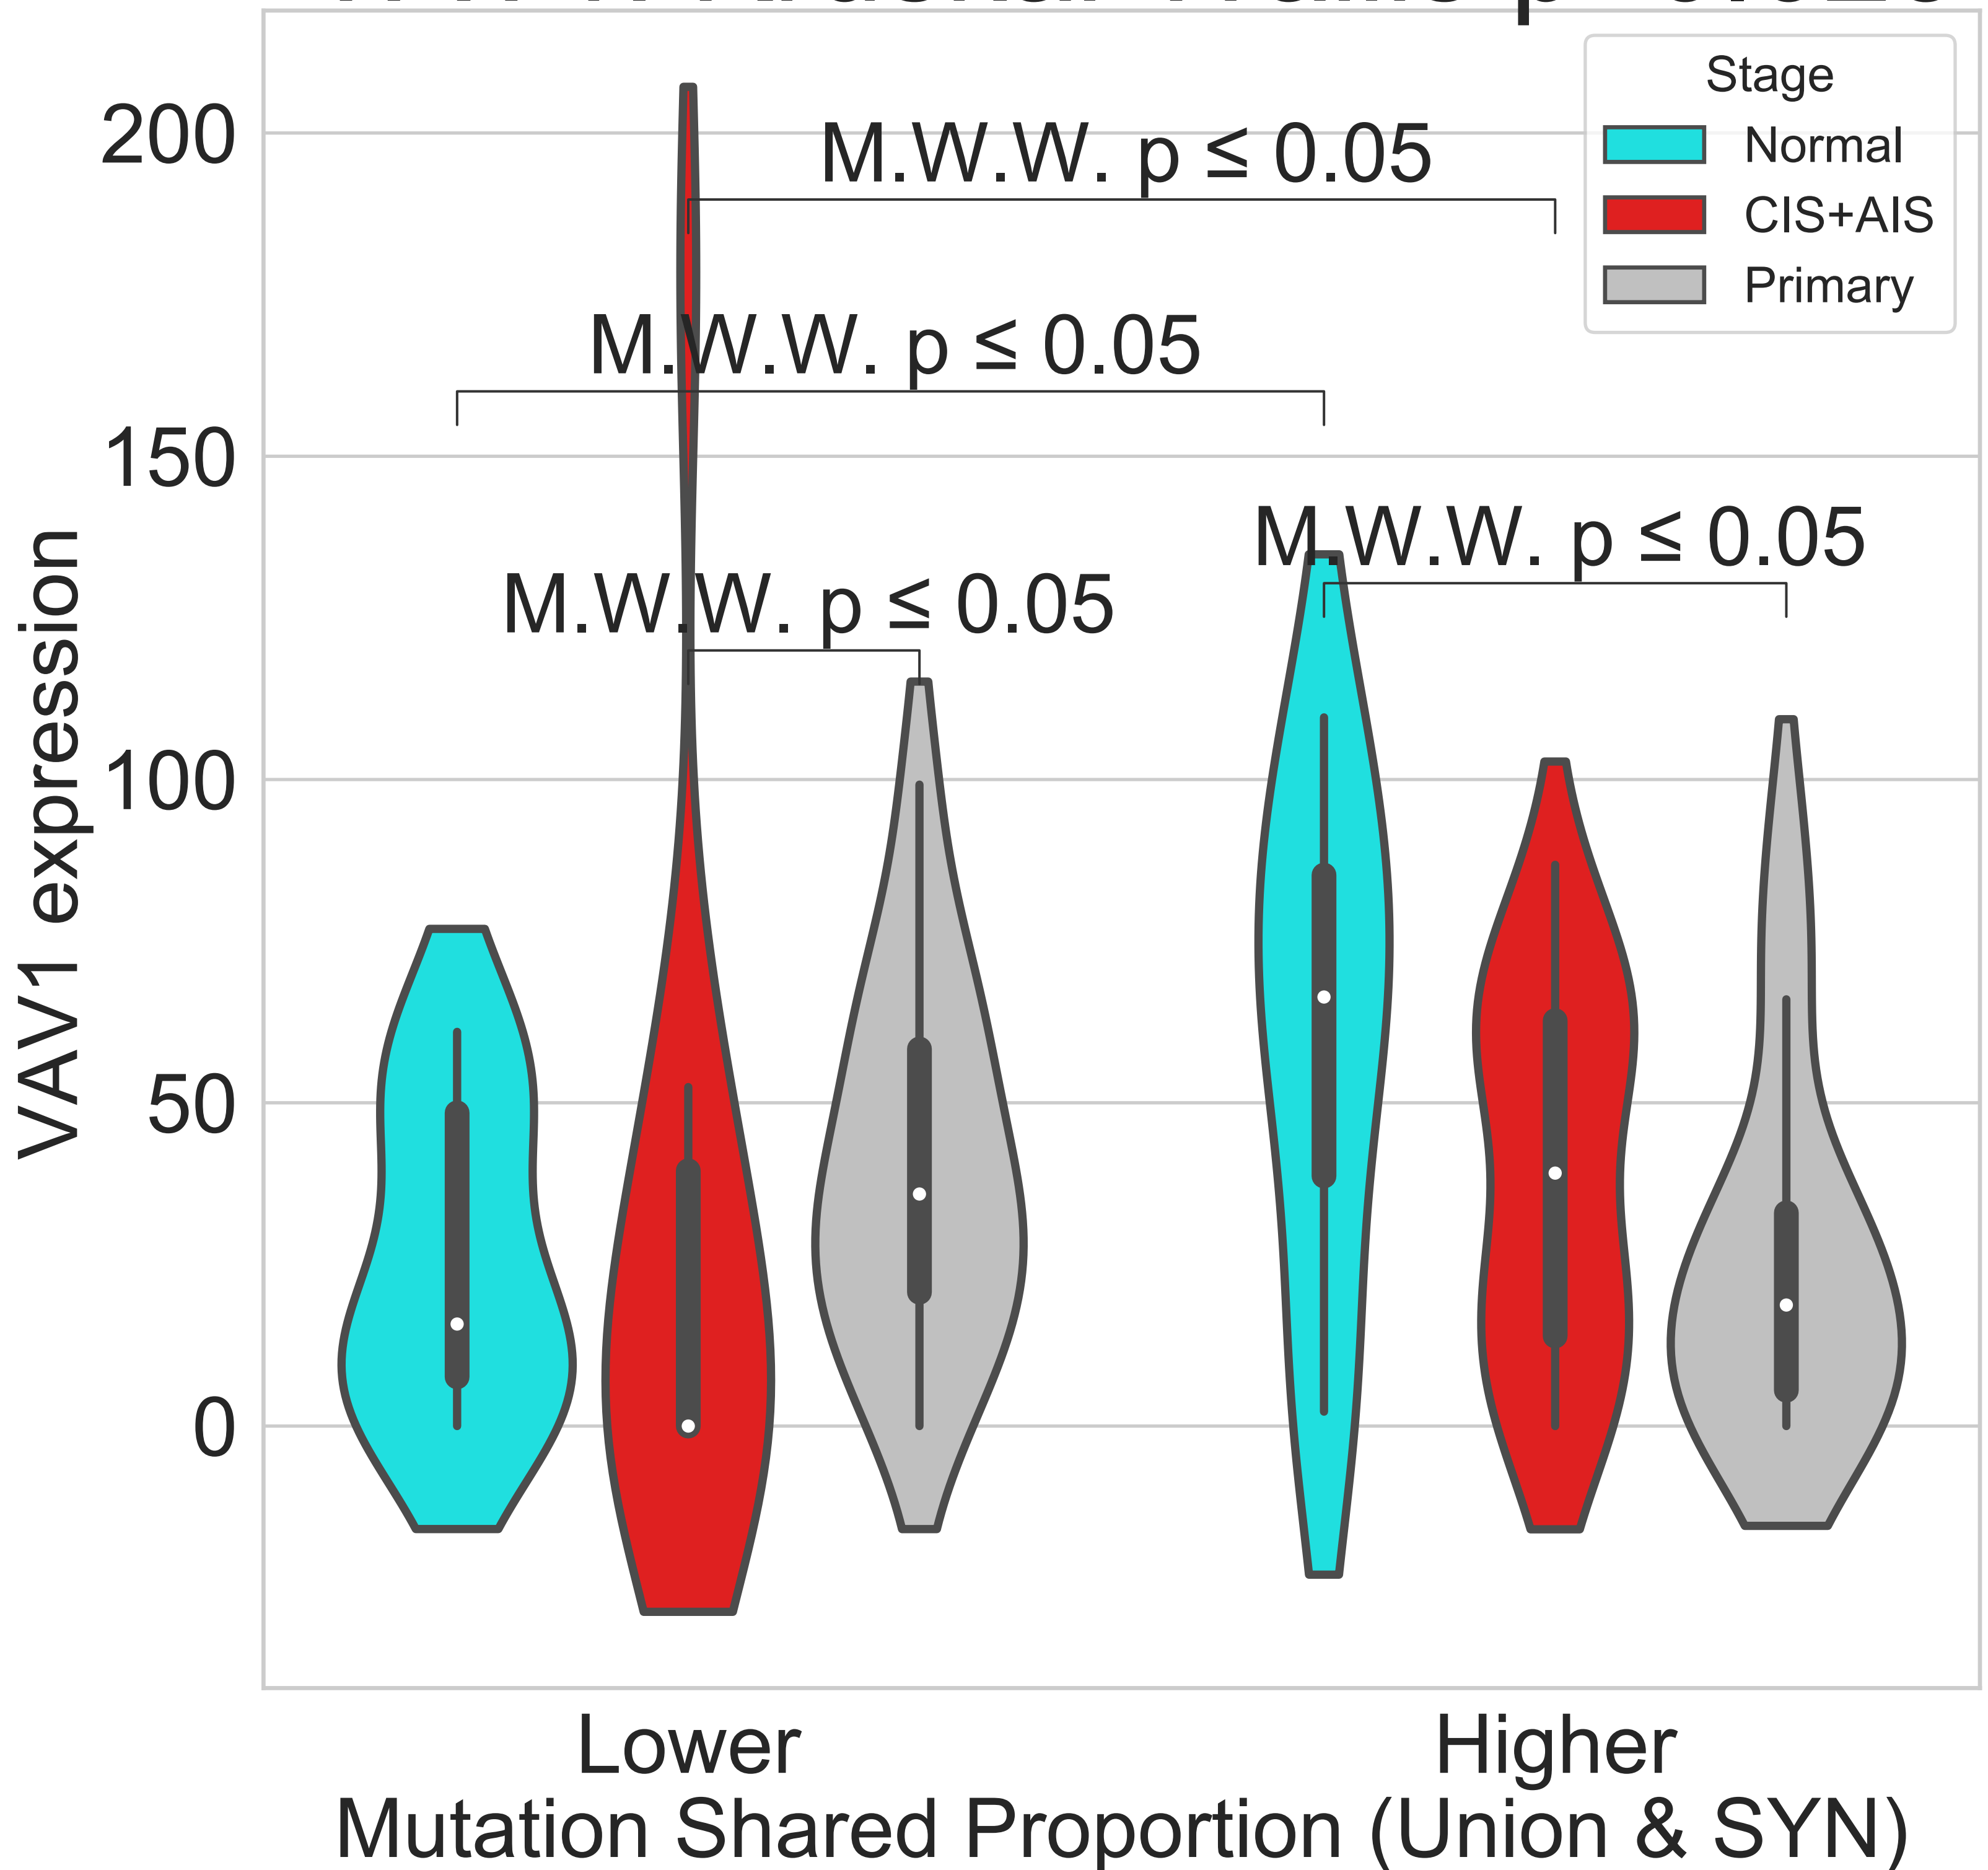 Stage
Normal
CIS+AIS
Primary
M.W.W. p ≤ 0.05
M.W.W. p ≤ 0.05
M.W.W. p ≤ 0.05
M.W.W. p ≤ 0.05
200
150
100
50
0
VAV1 expression
Lower
Higher
Mutation Shared Proportion (Union & SYN)